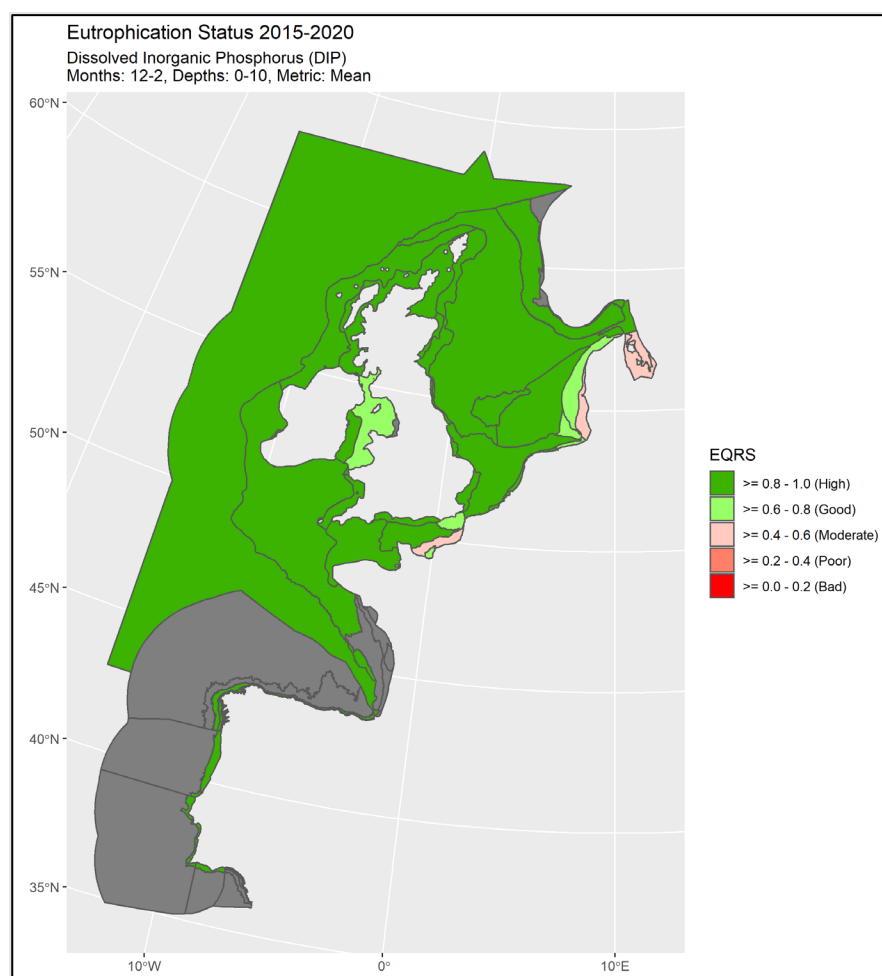 Eutrophication Status 2015-2020
Dissolved Inorganic Phosphorus (DIP)
Months: 12-2, Depths: 0-10, Metric: Mean
60°N
55°N
50°N
45°N
40°N
35°N
10°W
0°
10°E
EQRS
>= 0.8 - 1.0 (High)
>= 0.6 - 0.8 (Good)
>= 0.4 - 0.6 (Moderate)
>= 0.2 - 0.4 (Poor)
>= 0.0 - 0.2 (Bad)